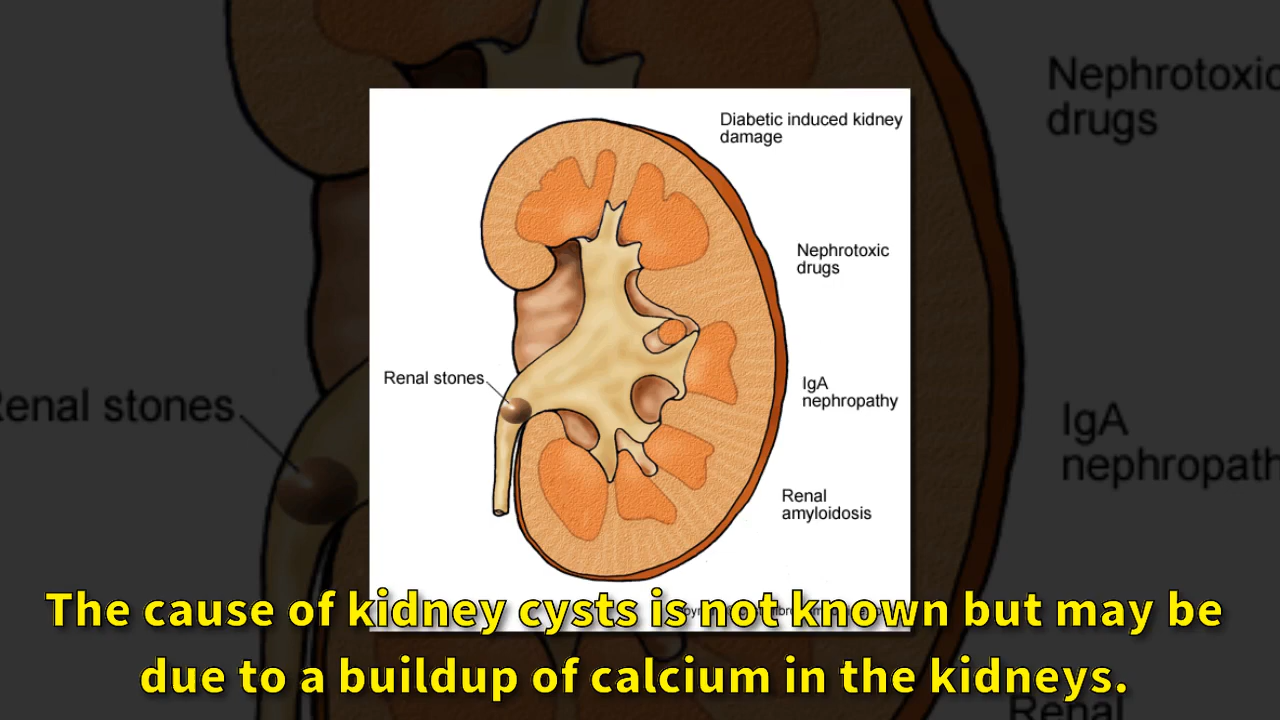 Diabetic induced kidney
damage
Nephrotoxic
drugs
Nephrotoxic
drugs
Renal stones
Renal stones
IgA
nephropathy
IgA
nephropath
Renal
amyloidosis
The cause of kidney cysts is not known but may be
due to a buildup of calcium in the kidneys.
Renal